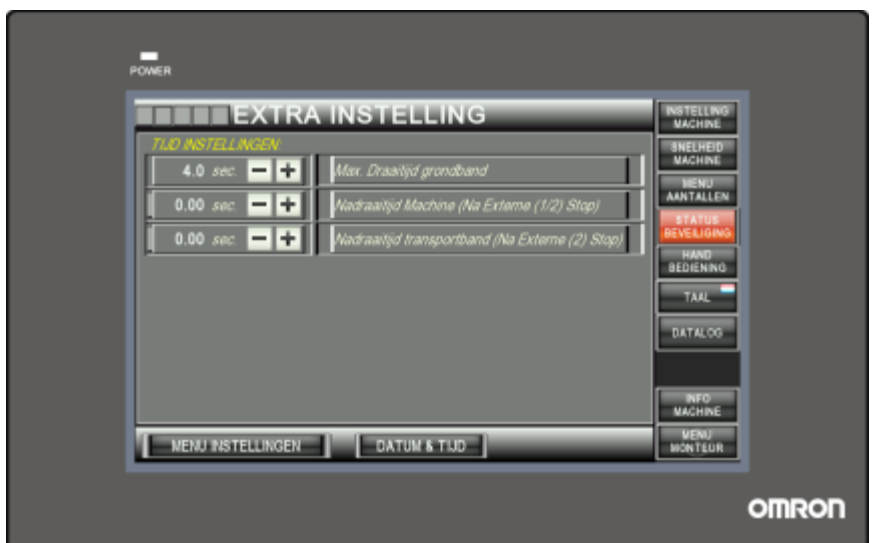 POWER
EXTRA INSTELLING
TIJD INSTELLINGEN:
4.0 sec. - + Max. Draaitijd grondband
0.00 sec. - + Nadraaitijd Machine (Na Externe (1/2) Stop)
0.00 sec. - + Nadraaitijd transportband (Na Externe (2) Stop)
MENU INSTELLINGEN
DATUM & TIJD
INSTELLING
MACHINE
SNELHEID
MACHINE
MENU
AANTALLEN
STATUS
BEVEILIGING
HAND
BEDIENING
TAAL
DATALOG
INFO
MACHINE
MENU
MONTEUR
OMRON